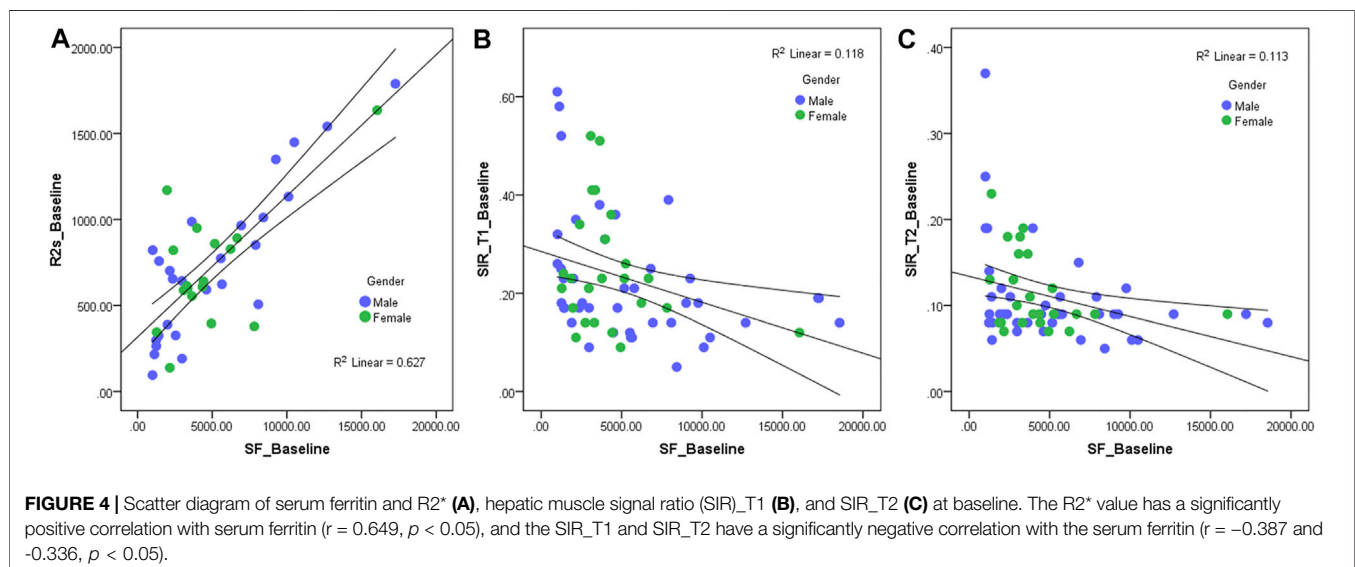 A
2000.00
1500.00
1000.00
500.00
.00
R2s_Baseline
Gender
Male
Female
R² Linear = 0.627
.00 5000.00 10000.00 15000.00 20000.00
SF_Baseline
B
R² Linear = 0.118
Gender
Male
Female
.60
.40
.20
.00
SIR_T1_Baseline
.00 5000.00 10000.00 15000.00 20000.00
SF_Baseline
C
R² Linear = 0.113
Gender
Male
Female
.40
.30
.20
.10
.00
SIR_T2_Baseline
.00 5000.00 10000.00 15000.00 20000.00
SF_Baseline
FIGURE 4 | Scatter diagram of serum ferritin and R2* (A), hepatic muscle signal ratio (SIR)_T1 (B), and SIR_T2 (C) at baseline. The R2* value has a significantly
positive correlation with serum ferritin (r = 0.649, p < 0.05), and the SIR_T1 and SIR_T2 have a significantly negative correlation with the serum ferritin (r = −0.387 and
-0.336, p < 0.05).